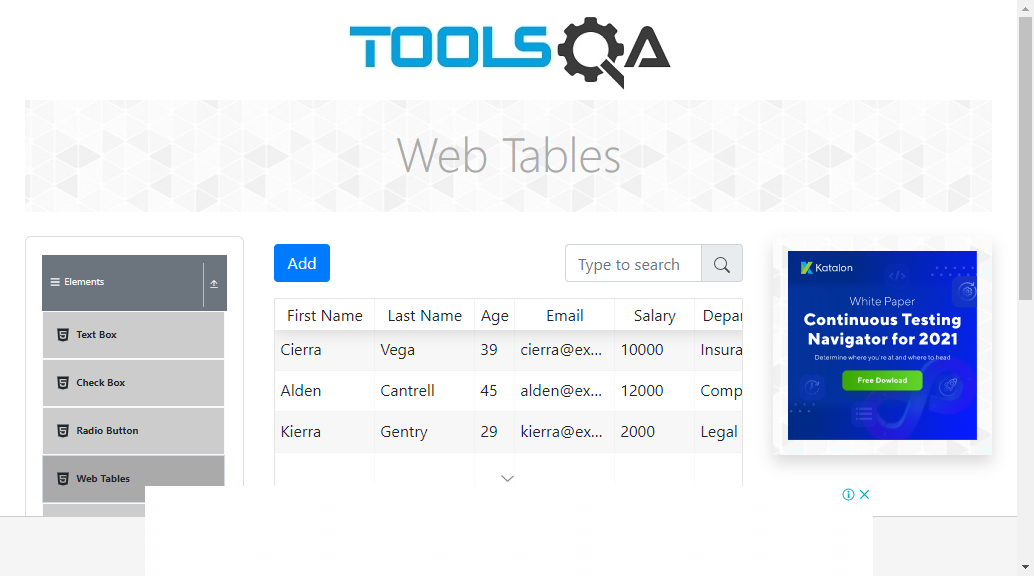 TOOLSQA
Web Tables
Elements
Text Box
Check Box
Radio Button
Web Tables
Add
Type to search
First Name Last Name Age Email Salary Depar
Cierra Vega 39 cierra@ex... 10000 Insura
Alden Cantrell 45 alden@ex... 12000 Comp
Kierra Gentry 29 kierra@ex... 2000 Legal
Katalon
White Paper
Continuous Testing
Navigator for 2021
Determine where you're at and where to head
Free Dowload